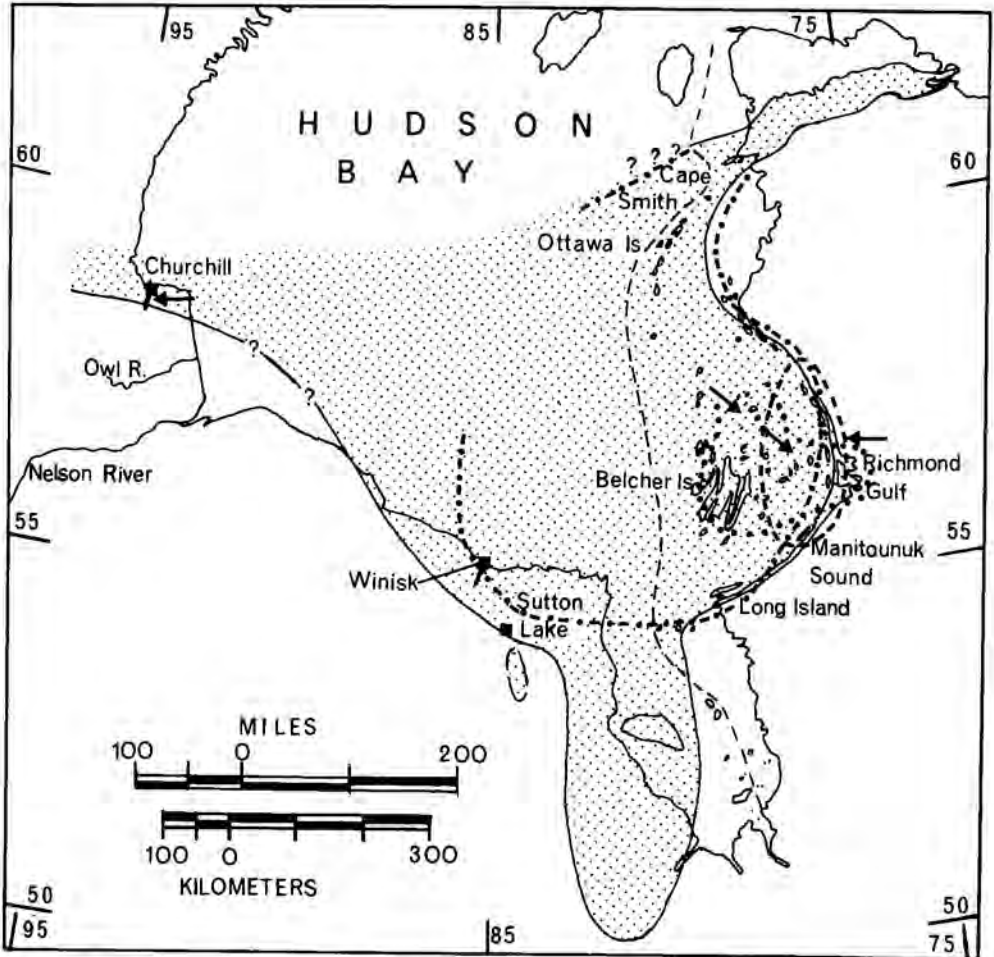 95
85
75
HUDSON
BAY
60
60
? ? ?
Cape
Smith
Ottawa Is.
Churchill
?
Owl R.
?
Nelson River
Richmond
Gulf
Belcher Is.
55
55
Manitounuk
Sound
Winisk
Sutton
Lake
Long Island
MILES
100 0 200
100 0 300
KILOMETERS
50
95
85
50
75